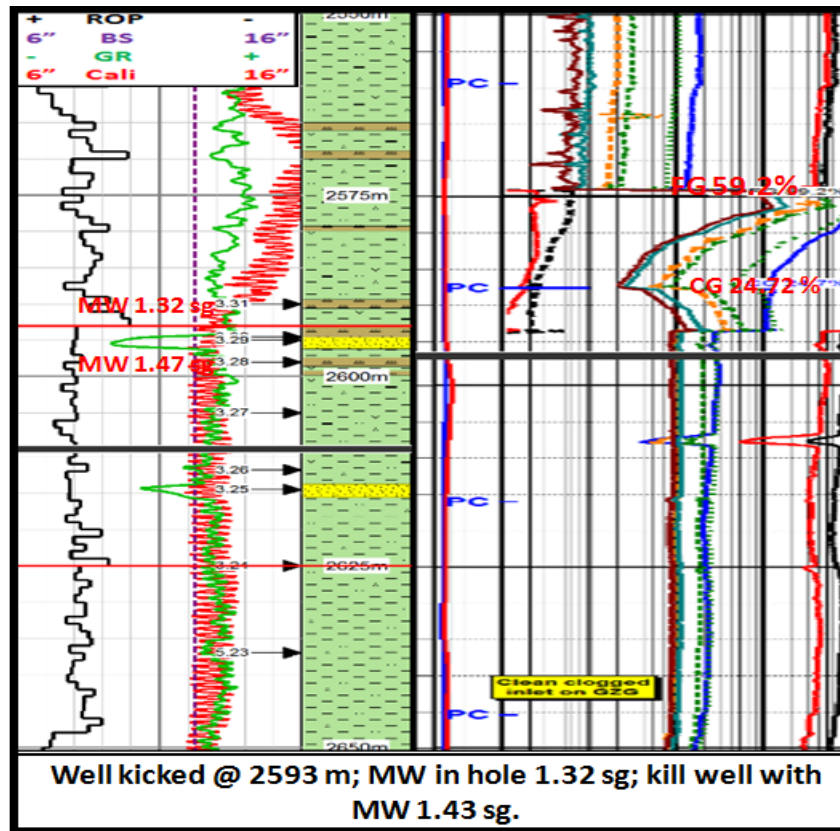 + ROP -
6” BS 16”
- GR +
6” Cali 16”
2550m
PC
FG 59.2%
2575m
PC
CG 24.72 %
MW 1.32 sg
3.31
3.29
MW 1.47 sg
3.28
2600m
3.27
3.26
3.25
PC
3.24
2625m
5.23
Clean clogged
inlet on GZG
PC
2650m
Well kicked @ 2593 m; MW in hole 1.32 sg; kill well with
MW 1.43 sg.